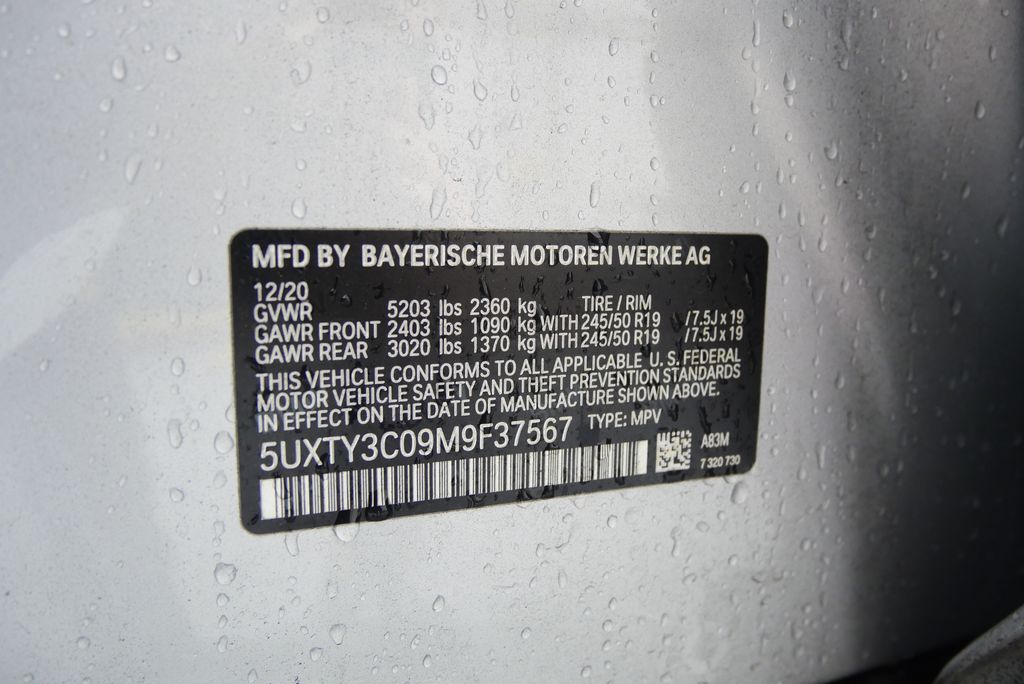 MFD BY BAYERISCHE MOTOREN WERKE AG
12/20
GVWR 5203 lbs 2360 kg TIRE / RIM
GAWR FRONT 2403 lbs 1090 kg WITH 245/50 R19 /7.5J x 19
GAWR REAR 3020 lbs 1370 kg WITH 245/50 R19 /7.5J x 19
THIS VEHICLE CONFORMS TO ALL APPLICABLE U. S. FEDERAL
MOTOR VEHICLE SAFETY AND THEFT PREVENTION STANDARDS
IN EFFECT ON THE DATE OF MANUFACTURE SHOWN ABOVE.
5UXTY3C09M9F37567 TYPE: MPV
A83M
7 320 730